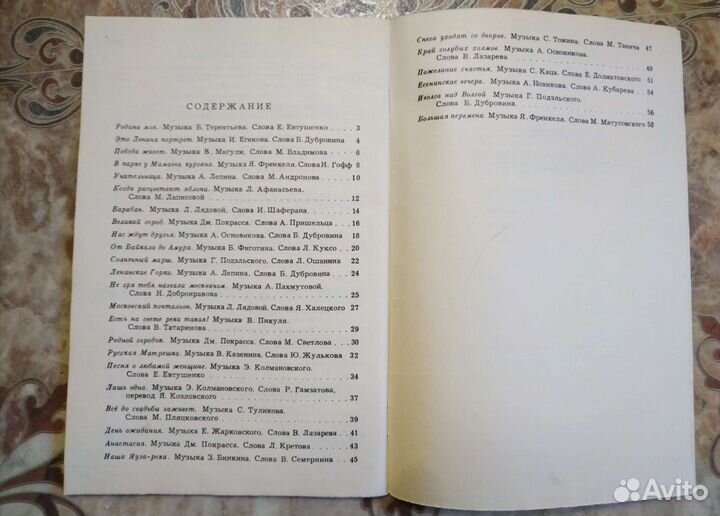 СОДЕРЖАНИЕ
Родина моя. Музыка Б. Терентьева. Слова Е. Евтушенко . . . 3
Это Ленина портрет. Музыка И. Егикова. Слова Б. Дубровина 4
Победа живет. Музыка В. Мигули. Слова М. Владимова . . 6
В парке у Мамаева кургана. Музыка Я. Френкеля. Слова И. Гофф 8
Учительница. Музыка А. Лепина. Слова М. Андронова . . . 10
Когда расцветают яблони. Музыка Л. Афанасьева.
Слова М. Лаписовой . . . 12
Барабан. Музыка Л. Лядовой. Слова И. Шаферана . . . 14
Великий город. Музыка Дм. Покрасса. Слова А. Пришельца . . 16
Нас ждут друзья. Музыка А. Основикова. Слова Б. Дубровина 18
От Байкала до Амура. Музыка Б. Фиготина. Слова Л. Куксо . 20
Солнечный марш. Музыка Г. Подэльского. Слова Л. Ошанина 22
Ленинские Горки. Музыка А. Лепина. Слова Б. Дубровина . . 24
Не зря тебя назвали москвичом. Музыка А. Пахмутовой.
Слова Н. Добронравова . . . 25
Московский почтальон. Музыка Л. Лядовой. Слова Я. Халецкого 27
Есть на свете река такая! Музыка В. Пикуля.
Слова В. Татаринова . . . 29
Родной городок. Музыка Дм. Покрасса. Слова М. Светлова . . 30
Русская Матрешка. Музыка В. Казенина. Слова Ю. Жулькова 32
Песня о любимой женщине. Музыка Э. Колмановского.
Слова Е. Евтушенко . . . 34
Лишь одна. Музыка Э. Колмановского. Слова Р. Гамзатова,
перевод Я. Козловского . . . 37
Всё до свадьбы заживет. Музыка С. Туликова.
Слова М. Пляцковского . . . 39
День ожидания. Музыка Е. Жарковского. Слова В. Лазарева . 41
Анастасия. Музыка Дм. Покрасса. Слова Л. Кретова . . . 43
Наша Яуза-река. Музыка З. Бинкина. Слова В. Семернина . . 45
Снега уходят со дворов. Музыка С. Томина. Слова М. Танича 47
Край голубых холмов. Музыка А. Основикова.
Слова В. Лазарева . . . 49
Пожелание счастья. Музыка С. Каца. Слова Е. Долматовского 51
Есенинские вечера. Музыка А. Новикова. Слова А. Кубарева . 54
Иволга над Волгой. Музыка Г. Подэльского.
Слова Б. Дубровина . . . 56
Большая перемена. Музыка Я. Френкеля. Слова М. Матусовского 58
Avito